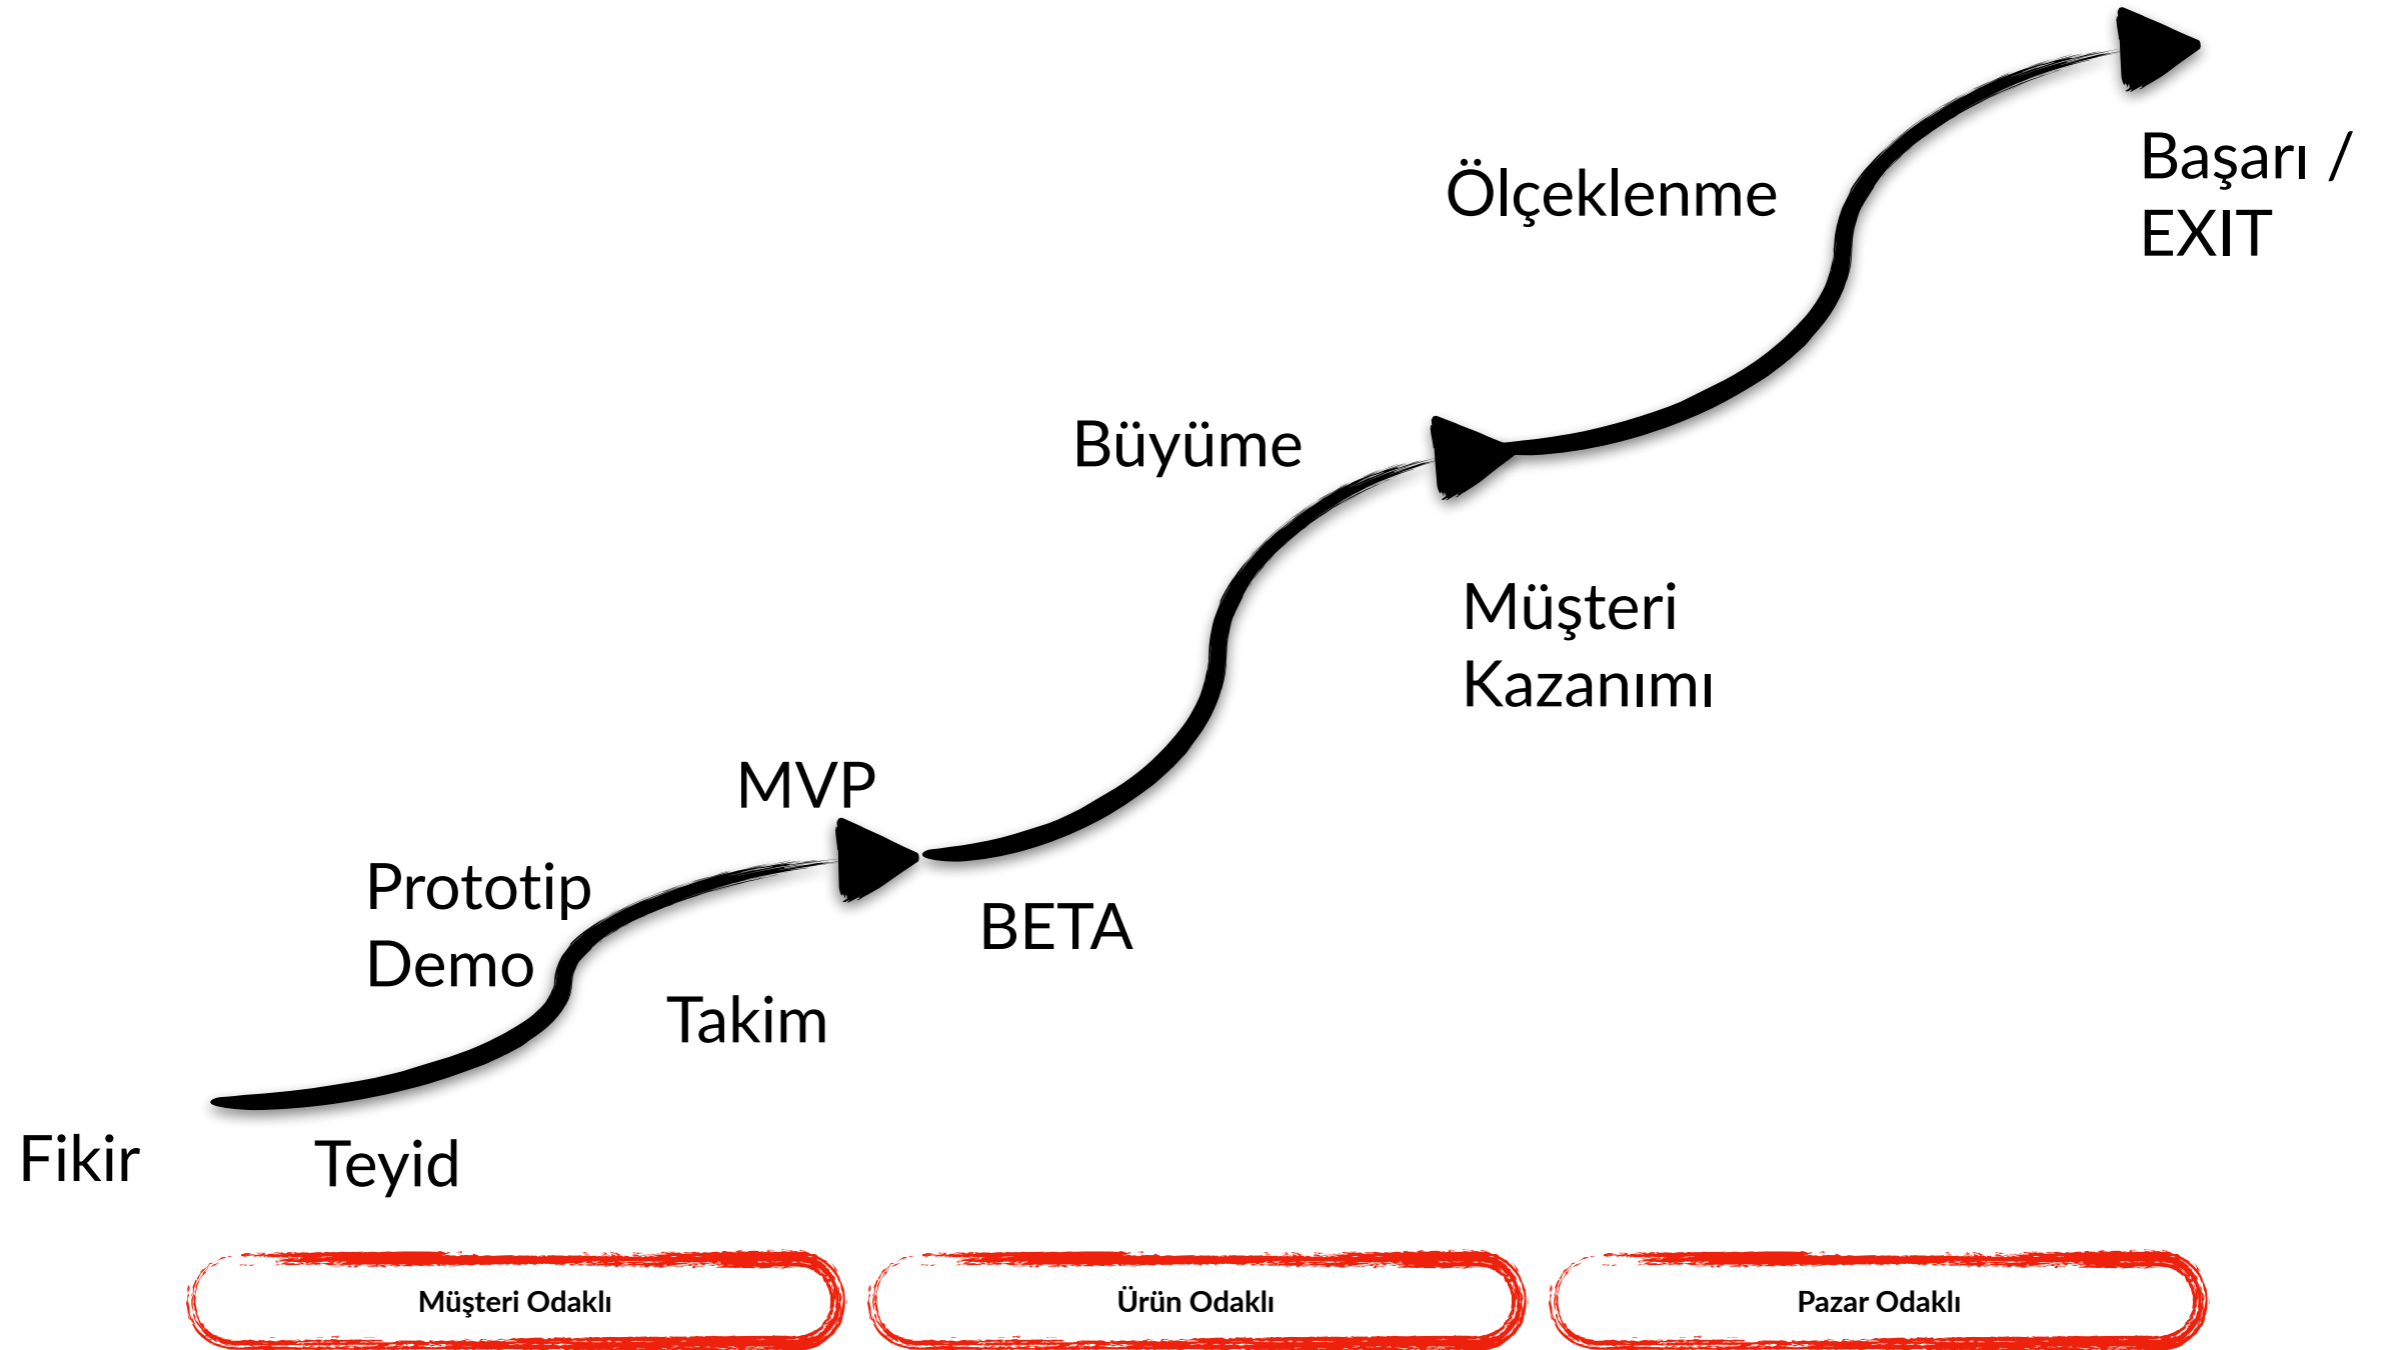 Başarı /
EXIT
Ölçeklenme
Büyüme
Müşteri
Kazanımı
MVP
Prototip
Demo
BETA
Takim
Fikir
Teyid
Müşteri Odaklı
Ürün Odaklı
Pazar Odaklı